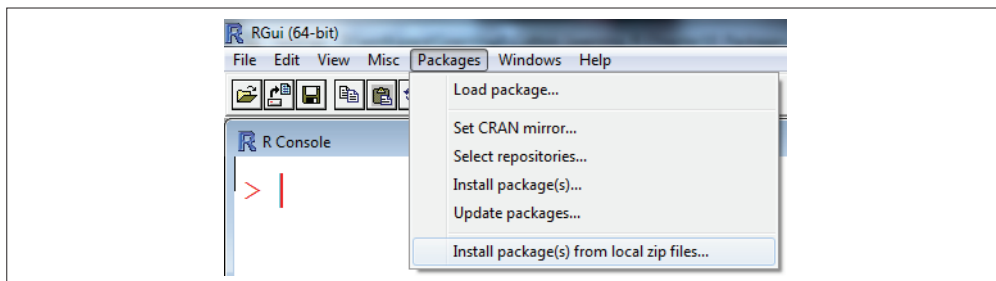 RGui (64-bit)
File Edit View Misc Packages Windows Help
Load package...
Set CRAN mirror...
Select repositories...
Install package(s)...
Update packages...
Install package(s) from local zip files...
R Console
>